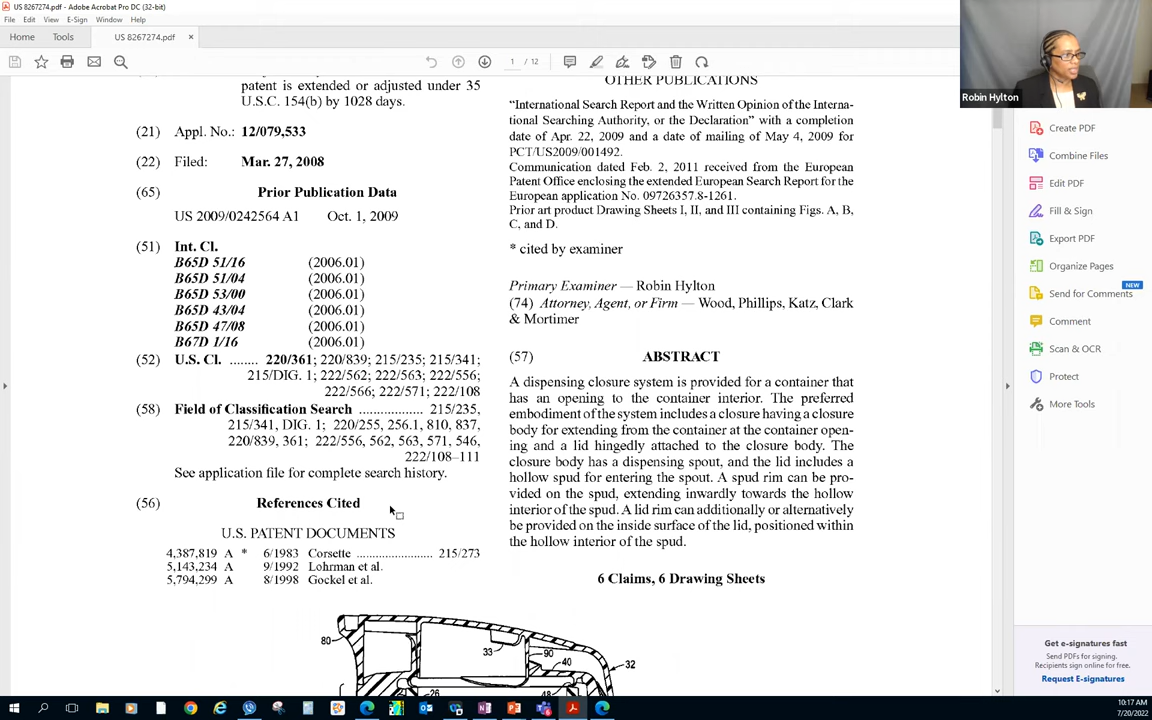 US 8267274.pdf - Adobe Acrobat Pro DC (32-bit)
File Edit View E-Sign Window Help
Home Tools US 8267274.pdf ×
1 / 12
patent is extended or adjusted under 35
U.S.C. 154(b) by 1028 days.
(21) Appl. No.: 12/079,533
(22) Filed: Mar. 27, 2008
(65) Prior Publication Data
US 2009/0242564 A1 Oct. 1, 2009
(51) Int. Cl.
B65D 51/16 (2006.01)
B65D 51/04 (2006.01)
B65D 53/00 (2006.01)
B65D 43/04 (2006.01)
B65D 47/08 (2006.01)
B67D 1/16 (2006.01)
(52) U.S. Cl. ........ 220/361; 220/839; 215/235; 215/341;
215/DIG. 1; 222/562; 222/563; 222/556;
222/566; 222/571; 222/108
(58) Field of Classification Search .................. 215/235,
215/341, DIG. 1; 220/255, 256.1, 810, 837,
220/839, 361; 222/556, 562, 563, 571, 546,
222/108–111
See application file for complete search history.
(56) References Cited
U.S. PATENT DOCUMENTS
4,387,819 A * 6/1983 Corsette ...................... 215/273
5,143,234 A 9/1992 Lohrman et al.
5,794,299 A 8/1998 Gockel et al.
OTHER PUBLICATIONS
“International Search Report and the Written Opinion of the Interna-
tional Searching Authority, or the Declaration” with a completion
date of Apr. 22, 2009 and a date of mailing of May 4, 2009 for
PCT/US2009/001492.
Communication dated Feb. 2, 2011 received from the European
Patent Office enclosing the extended European Search Report for the
European application No. 09726357.8-1261.
Prior art product Drawing Sheets I, II, and III containing Figs. A, B,
C, and D.
* cited by examiner
Primary Examiner — Robin Hylton
(74) Attorney, Agent, or Firm — Wood, Phillips, Katz, Clark
& Mortimer
(57) ABSTRACT
A dispensing closure system is provided for a container that
has an opening to the container interior. The preferred
embodiment of the system includes a closure having a closure
body for extending from the container at the container open-
ing and a lid hingedly attached to the closure body. The
closure body has a dispensing spout, and the lid includes a
hollow spud for entering the spout. A spud rim can be pro-
vided on the spud, extending inwardly towards the hollow
interior of the spud. A lid rim can additionally or alternatively
be provided on the inside surface of the lid, positioned within
the hollow interior of the spud.
6 Claims, 6 Drawing Sheets
80
33
90
40
32
26
48
Robin Hylton
Create PDF
Combine Files
Edit PDF
Fill & Sign
Export PDF
Organize Pages
NEW
Send for Comments
Comment
Scan & OCR
Protect
More Tools
Get e-signatures fast
Send PDFs for signing.
Recipients sign online for free.
Request E-signatures
10:17 AM
7/20/2022